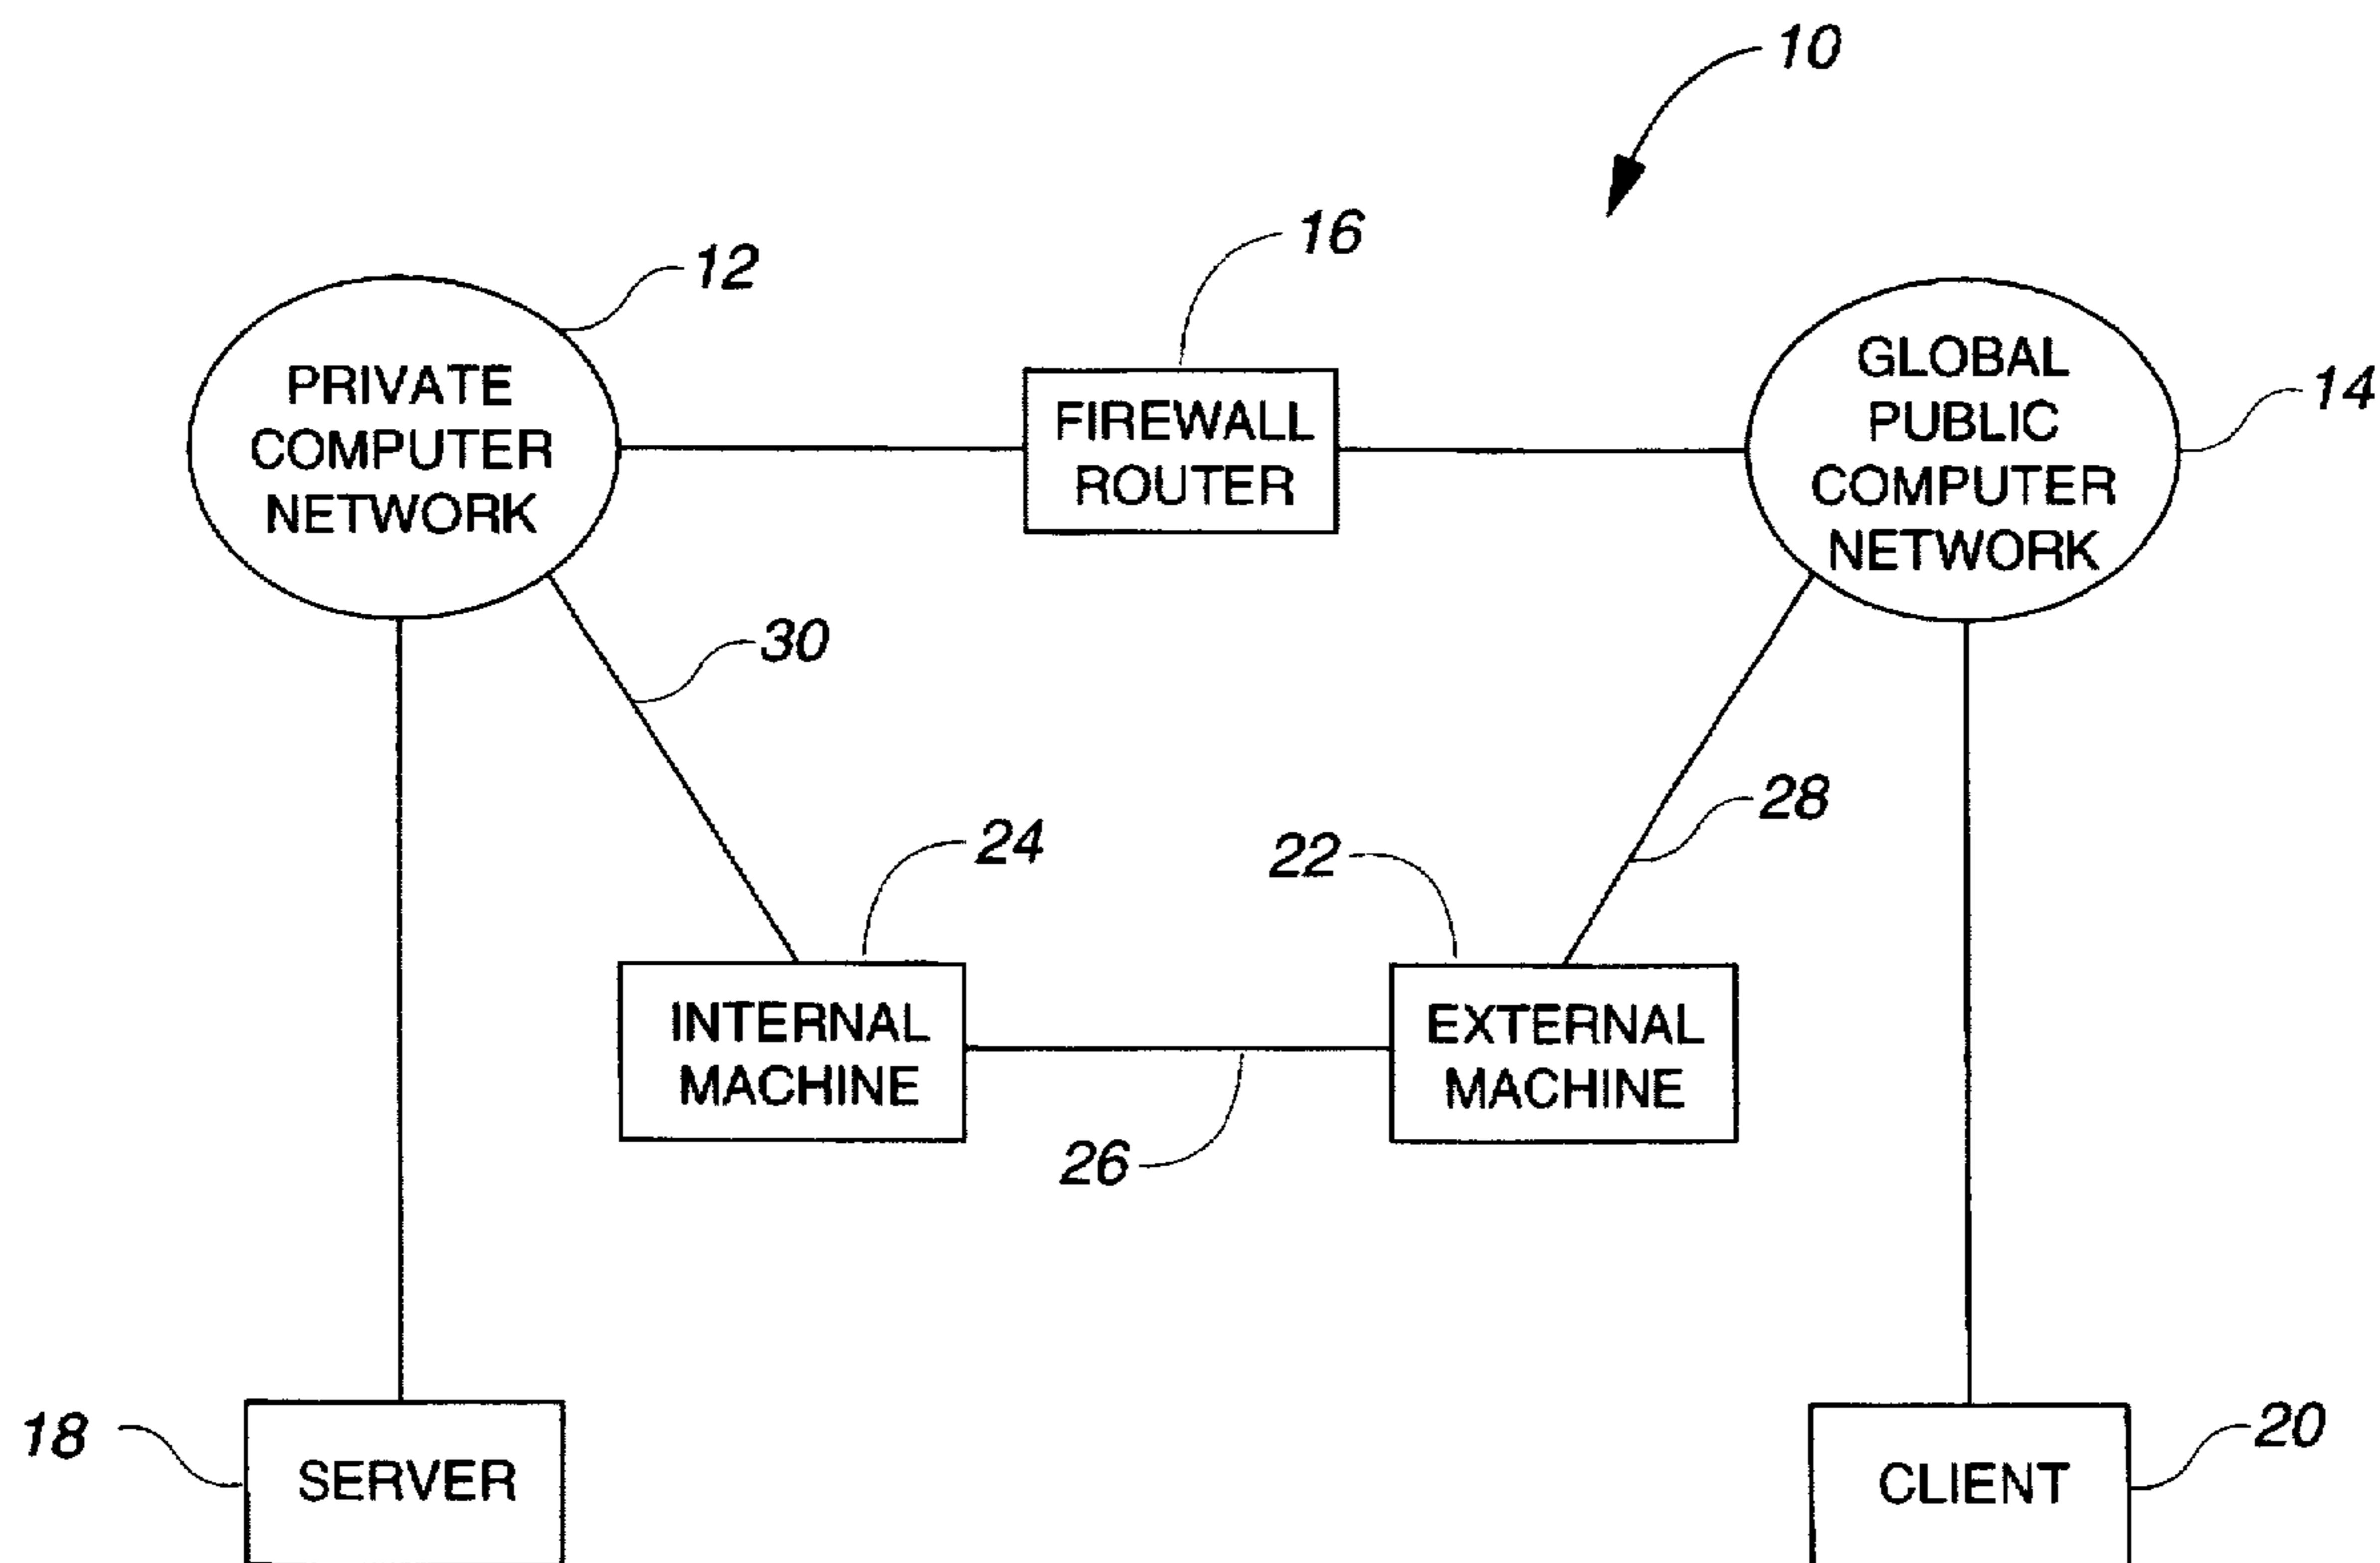 10
16
12
PRIVATE
COMPUTER
NETWORK
FIREWALL
ROUTER
GLOBAL
PUBLIC
COMPUTER
NETWORK
14
30
28
24
22
INTERNAL
MACHINE
EXTERNAL
MACHINE
26
18
SERVER
CLIENT
20